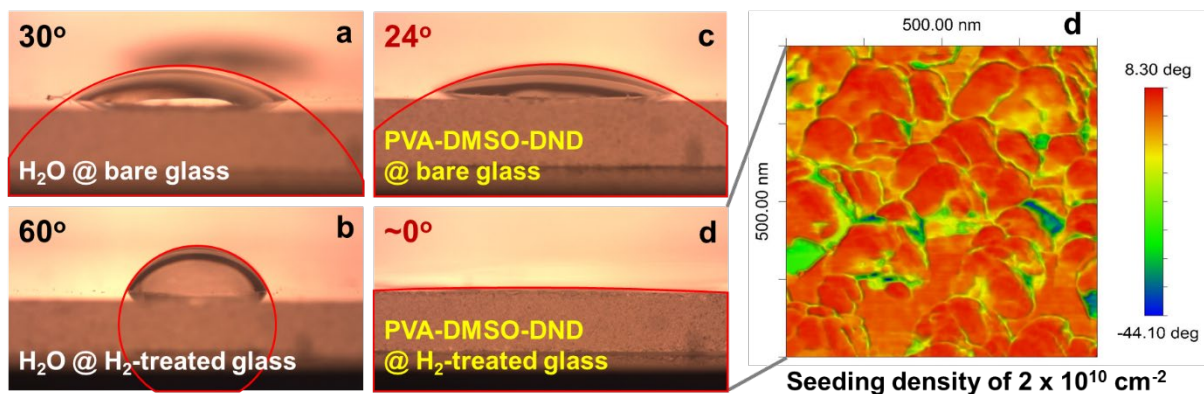 30° a
H₂O @ bare glass
24° c
PVA-DMSO-DND
@ bare glass
60° b
H₂O @ H₂-treated glass
~0° d
PVA-DMSO-DND
@ H₂-treated glass
d
500.00 nm
500.00 nm
8.30 deg
-44.10 deg
Seeding density of 2 x 10¹⁰ cm⁻²